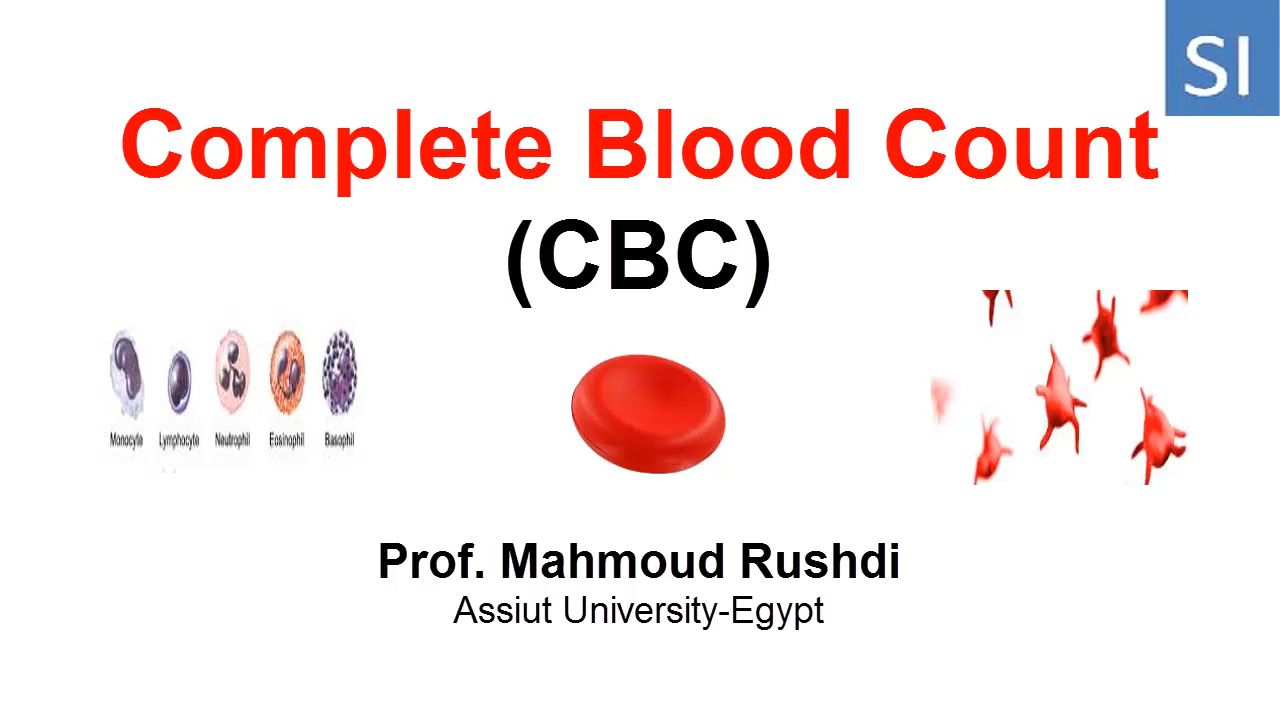 SI
Complete Blood Count
(CBC)
Monocyte Lymphocyte Neutrophil Eosinophil Basophil
Prof. Mahmoud Rushdi
Assiut University-Egypt